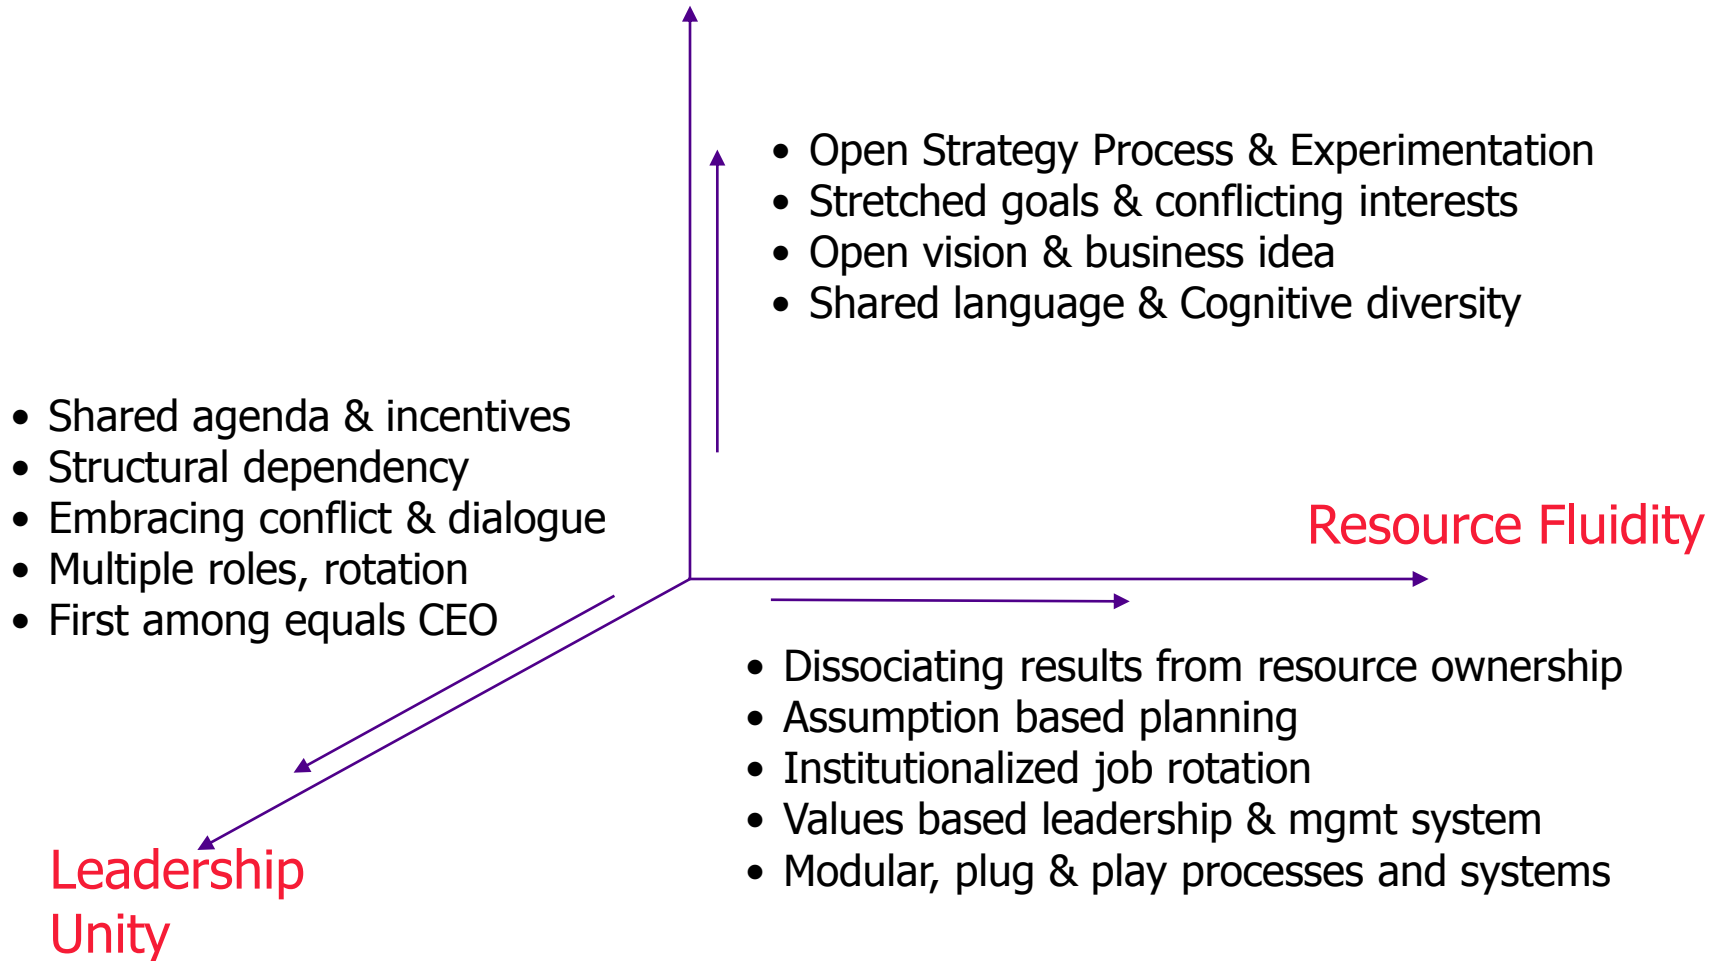 • Open Strategy Process & Experimentation
• Stretched goals & conflicting interests
• Open vision & business idea
• Shared language & Cognitive diversity
• Shared agenda & incentives
• Structural dependency
• Embracing conflict & dialogue
• Multiple roles, rotation
• First among equals CEO
Resource Fluidity
• Dissociating results from resource ownership
• Assumption based planning
• Institutionalized job rotation
• Values based leadership & mgmt system
• Modular, plug & play processes and systems
Leadership
Unity